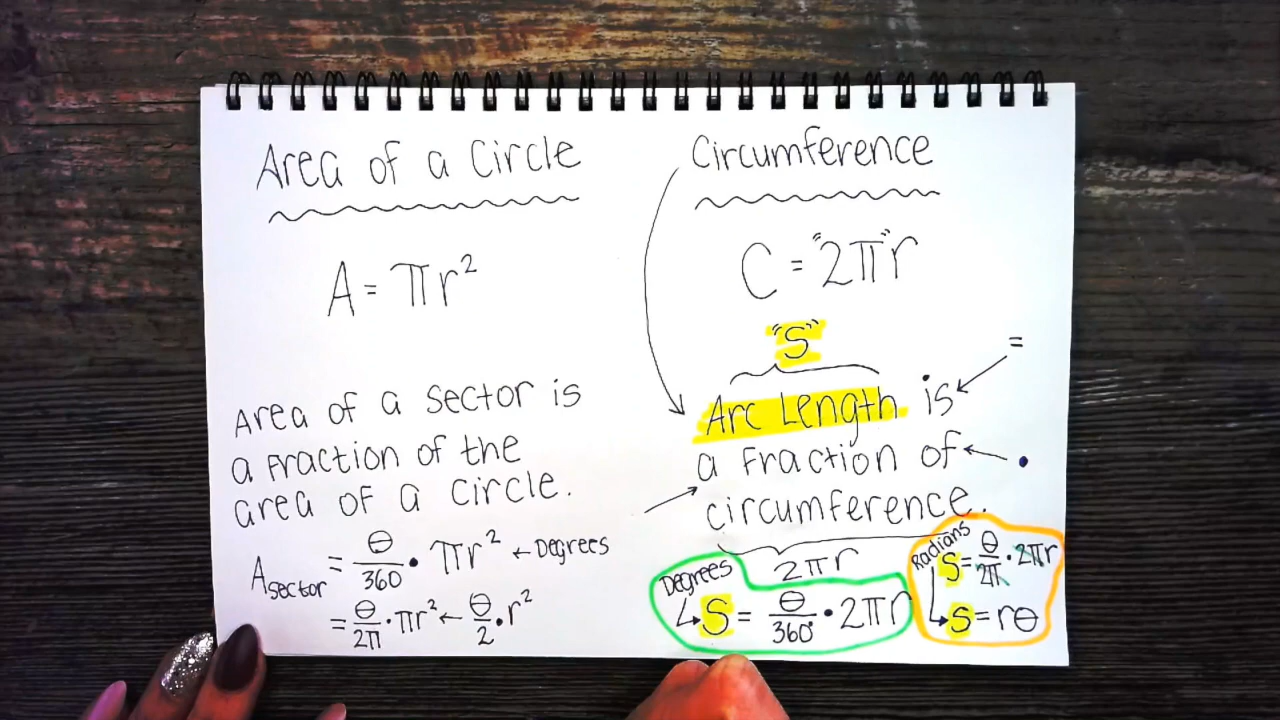 Area of a Circle
A = πr²
Area of a sector is
a fraction of the
area of a circle.
A sector = θ/360 • πr² ← Degrees
= θ/2π • πr² ← θ/2 • r²
Circumference
C = "2π"r
"S"
=
Arc Length is
a fraction of
•
circumference.
2πr
Degrees
↳ S = θ/360° • 2πr
Radians
S = θ/2π • 2πr
↳ S = rθ